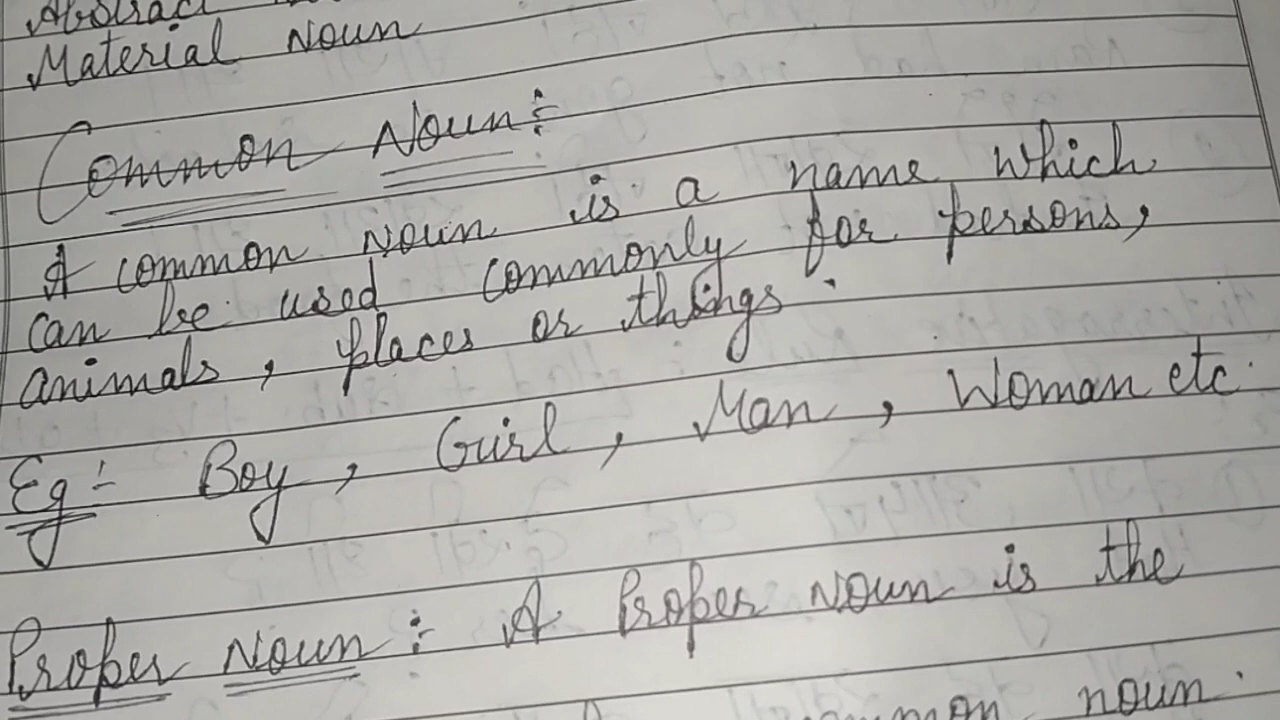 Abstract
Material Noun
Common Noun:-
A common noun is a name which
can be used commonly for persons,
animals, places or things.
Eg:- Boy, Girl, Man, Woman etc.
Proper Noun:- A Proper noun is the
noun.